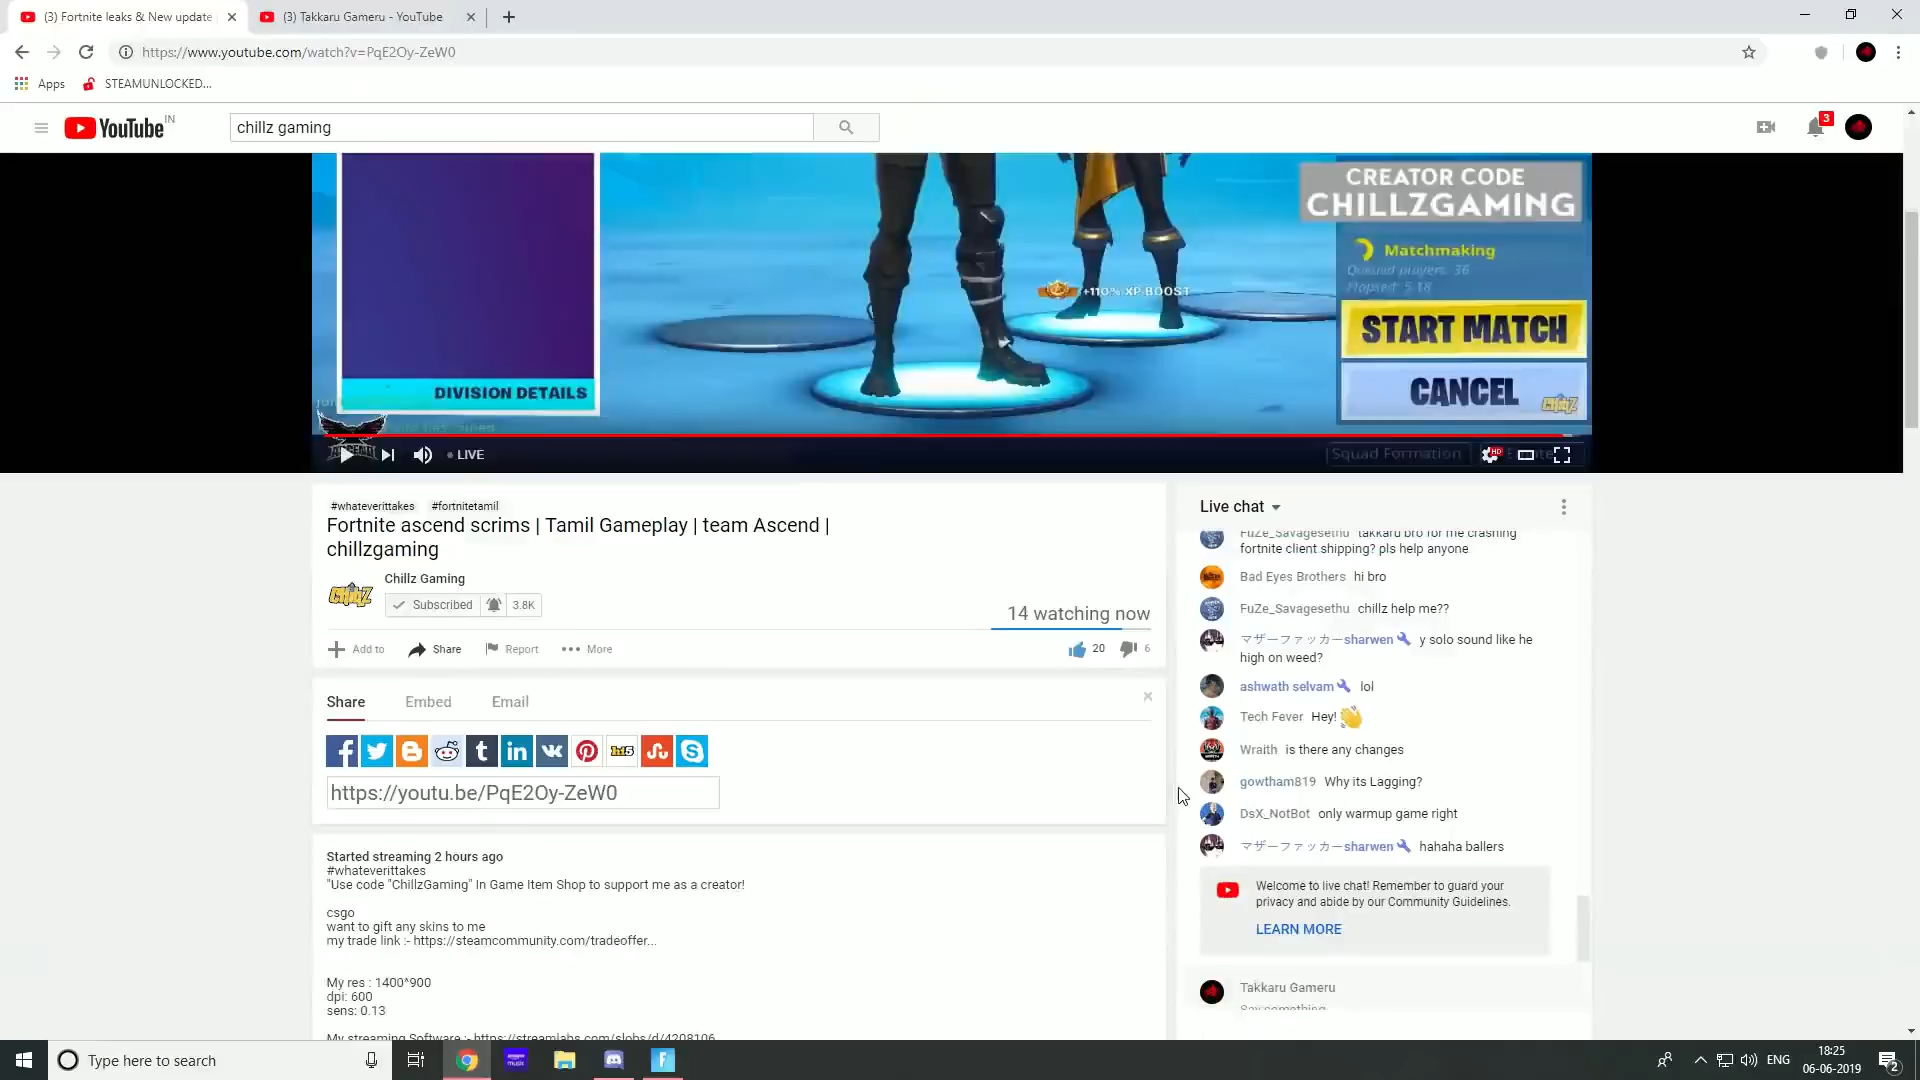 (3) Fortnite leaks & New update
(3) Takkaru Gameru - YouTube
https://www.youtube.com/watch?v=PqE2Oy-ZeW0
Apps
STEAMUNLOCKED...
YouTube IN
chillz gaming
3
CREATOR CODE
CHILLZGAMING
Matchmaking
Queued players: 36
Elapsed: 5:18
+110% XP BOOST
START MATCH
DIVISION DETAILS
CANCEL
ChillZ
ASCEND
LIVE
Squad Formation
HD
#whateverittakes #fortnitetamil
Fortnite ascend scrims | Tamil Gameplay | team Ascend |
chillzgaming
ChillZ
Chillz Gaming
Subscribed 3.8K
14 watching now
Add to Share Report More
20 6
Share Embed Email
https://youtu.be/PqE2Oy-ZeW0
Started streaming 2 hours ago
#whateverittakes
"Use code "ChillzGaming" In Game Item Shop to support me as a creator!
csgo
want to gift any skins to me
my trade link :- https://steamcommunity.com/tradeoffer...
My res : 1400^900
dpi: 600
sens: 0.13
My streaming Software :- https://streamlabs.com/slobs/d/4208106
Live chat
FuZe_Savagesethu takkaru bro for me crashing
fortnite client shipping? pls help anyone
Bad Eyes Brothers hi bro
FuZe_Savagesethu chillz help me??
マザーファッカーsharwen y solo sound like he
high on weed?
ashwath selvam lol
Tech Fever Hey!
Wraith is there any changes
gowtham819 Why its Lagging?
DsX_NotBot only warmup game right
マザーファッカーsharwen hahaha ballers
Welcome to live chat! Remember to guard your
privacy and abide by our Community Guidelines.
LEARN MORE
Takkaru Gameru
Say something...
Type here to search
amazon music
ENG
18:25
06-06-2019
2